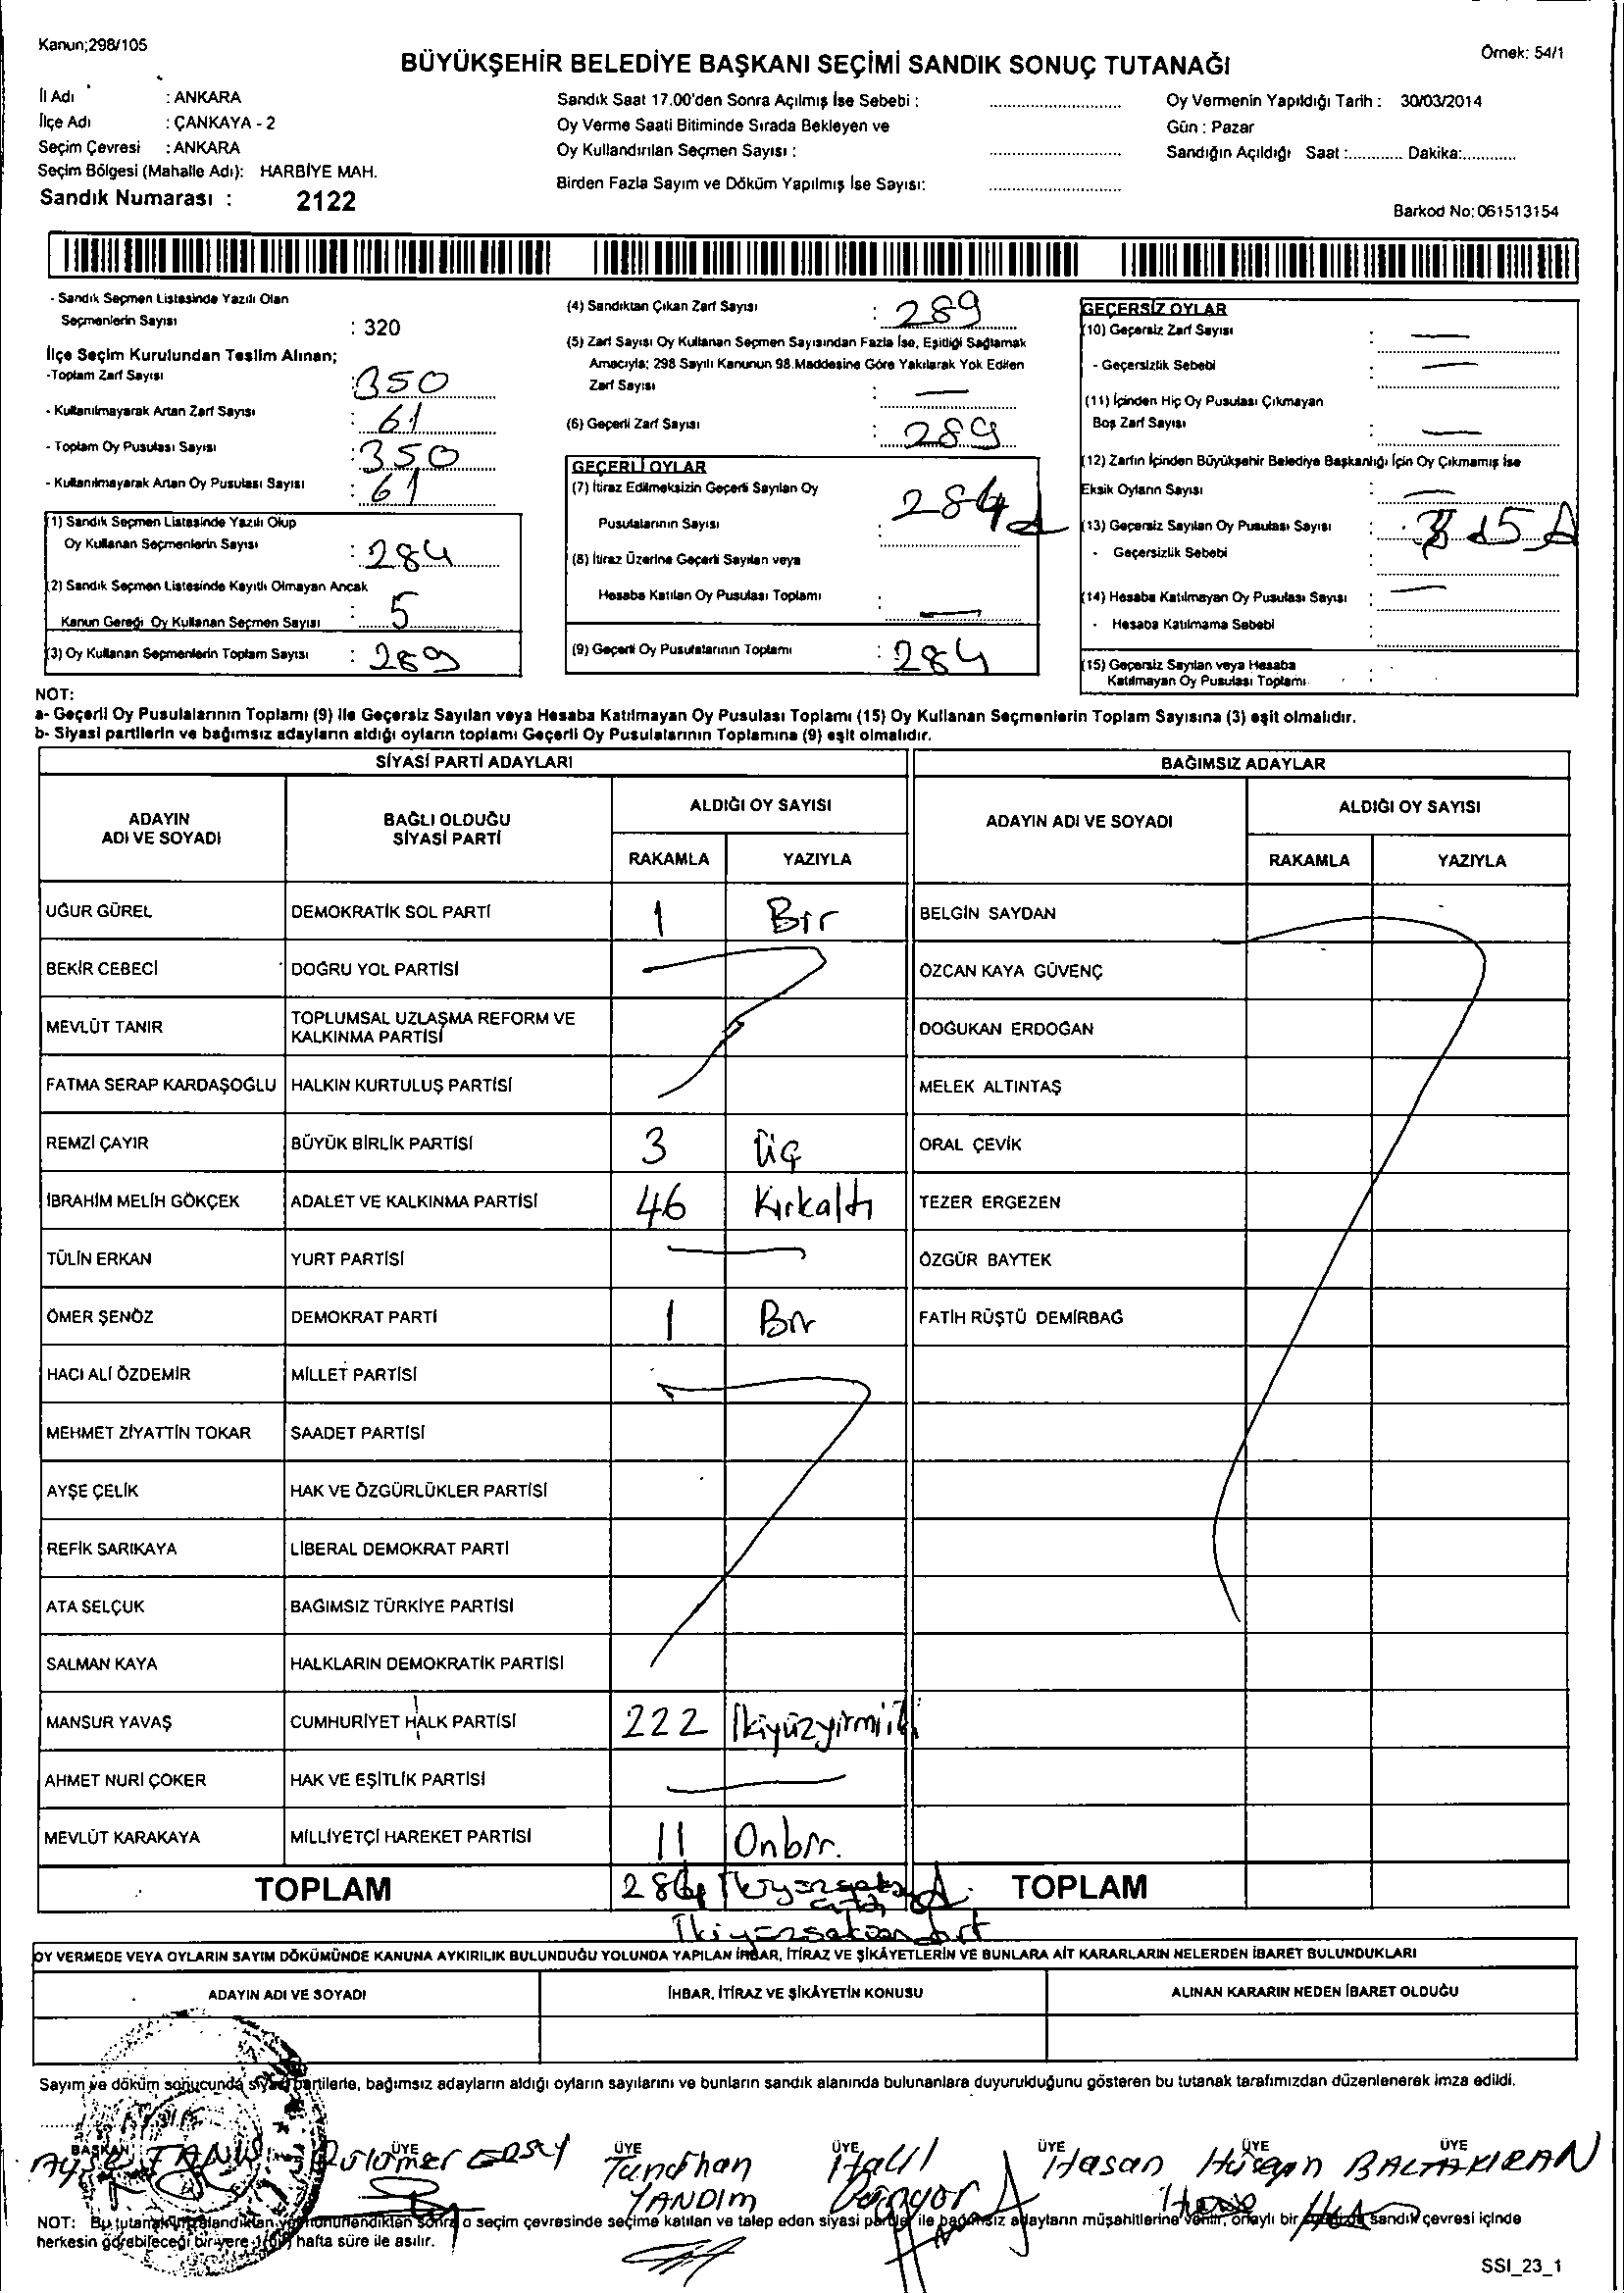 Kanun;298/105
Örnek: 54/1
BÜYÜKŞEHİR BELEDİYE BAŞKANI SEÇİMİ SANDIK SONUÇ TUTANAĞI
İl Adı : ANKARA
İlçe Adı : ÇANKAYA - 2
Seçim Çevresi : ANKARA
Seçim Bölgesi (Mahalle Adı): HARBİYE MAH.
Sandık Numarası : 2122
Sandık Saat 17.00'den Sonra Açılmış İse Sebebi :
Oy Verme Saati Bitiminde Sırada Bekleyen ve
Oy Kullandırılan Seçmen Sayısı :
Birden Fazla Sayım ve Döküm Yapılmış İse Sayısı:
Oy Vermenin Yapıldığı Tarih : 30/03/2014
Gün : Pazar
Sandığın Açıldığı Saat :............ Dakika:............
Barkod No: 061513154
- Sandık Seçmen Listesinde Yazılı Olan
Seçmenlerin Sayısı : 320
İlçe Seçim Kurulundan Teslim Alınan;
-Toplam Zarf Sayısı : 350
- Kullanılmayarak Artan Zarf Sayısı : 61
- Toplam Oy Pusulası Sayısı : 350
- Kullanılmayarak Artan Oy Pusulası Sayısı : 61
(1) Sandık Seçmen Listesinde Yazılı Olup
Oy Kullanan Seçmenlerin Sayısı : 284
(2) Sandık Seçmen Listesinde Kayıtlı Olmayan Ancak
Kanun Gereği Oy Kullanan Seçmen Sayısı : 5
(3) Oy Kullanan Seçmenlerin Toplam Sayısı : 289
(4) Sandıktan Çıkan Zarf Sayısı : 289
(5) Zarf Sayısı Oy Kullanan Seçmen Sayısından Fazla İse, Eşitliği Sağlamak
Amacıyla; 298 Sayılı Kanunun 98.Maddesine Göre Yakılarak Yok Edilen
Zarf Sayısı : —
(6) Geçerli Zarf Sayısı : 289
GEÇERLİ OYLAR
(7) İtiraz Edilmeksizin Geçerli Sayılan Oy
Pusulalarının Sayısı : 284
(8) İtiraz Üzerine Geçerli Sayılan veya
Hesaba Katılan Oy Pusulası Toplamı : —
(9) Geçerli Oy Pusulalarının Toplamı : 284
GEÇERSİZ OYLAR
(10) Geçersiz Zarf Sayısı : —
- Geçersizlik Sebebi : —
(11) İçinden Hiç Oy Pusulası Çıkmayan
Boş Zarf Sayısı : —
(12) Zarfın İçinden Büyükşehir Belediye Başkanlığı İçin Oy Çıkmamış İse
Eksik Oyların Sayısı : —
(13) Geçersiz Sayılan Oy Pusulası Sayısı : 5
- Geçersizlik Sebebi
(14) Hesaba Katılmayan Oy Pusulası Sayısı : —
- Hesaba Katılmama Sebebi :
(15) Geçersiz Sayılan veya Hesaba
Katılmayan Oy Pusulası Toplamı :
NOT:
a- Geçerli Oy Pusulalarının Toplamı (9) ile Geçersiz Sayılan veya Hesaba Katılmayan Oy Pusulası Toplamı (15) Oy Kullanan Seçmenlerin Toplam Sayısına (3) eşit olmalıdır.
b- Siyasi partilerin ve bağımsız adayların aldığı oyların toplamı Geçerli Oy Pusulalarının Toplamına (9) eşit olmalıdır.
SİYASİ PARTİ ADAYLARI
ADAYIN
ADI VE SOYADI
BAĞLI OLDUĞU
SİYASİ PARTİ
ALDIĞI OY SAYISI
RAKAMLA YAZIYLA
UĞUR GÜREL DEMOKRATİK SOL PARTİ 1 Bir
BEKİR CEBECİ DOĞRU YOL PARTİSİ
MEVLÜT TANIR TOPLUMSAL UZLAŞMA REFORM VE
KALKINMA PARTİSİ
FATMA SERAP KARDAŞOĞLU HALKIN KURTULUŞ PARTİSİ
REMZİ ÇAYIR BÜYÜK BİRLİK PARTİSİ 3 Üç
İBRAHİM MELİH GÖKÇEK ADALET VE KALKINMA PARTİSİ 46 Kırkaltı
TÜLİN ERKAN YURT PARTİSİ —
ÖMER ŞENÖZ DEMOKRAT PARTİ 1 Bir
HACI ALİ ÖZDEMİR MİLLET PARTİSİ
MEHMET ZİYATTİN TOKAR SAADET PARTİSİ
AYŞE ÇELİK HAK VE ÖZGÜRLÜKLER PARTİSİ
REFİK SARIKAYA LİBERAL DEMOKRAT PARTİ
ATA SELÇUK BAĞIMSIZ TÜRKİYE PARTİSİ
SALMAN KAYA HALKLARIN DEMOKRATİK PARTİSİ
MANSUR YAVAŞ CUMHURİYET HALK PARTİSİ 222 İkiyüzyirmiiki
AHMET NURİ ÇOKER HAK VE EŞİTLİK PARTİSİ —
MEVLÜT KARAKAYA MİLLİYETÇİ HAREKET PARTİSİ 11 Onbir.
TOPLAM 284
İkiyüzseksendört
BAĞIMSIZ ADAYLAR
ADAYIN ADI VE SOYADI
ALDIĞI OY SAYISI
RAKAMLA YAZIYLA
BELGİN SAYDAN
ÖZCAN KAYA GÜVENÇ
DOĞUKAN ERDOĞAN
MELEK ALTINTAŞ
ORAL ÇEVİK
TEZER ERGEZEN
ÖZGÜR BAYTEK
FATİH RÜŞTÜ DEMİRBAĞ
TOPLAM
OY VERMEDE VEYA OYLARIN SAYIM DÖKÜMÜNDE KANUNA AYKIRILIK BULUNDUĞU YOLUNDA YAPILAN İHBAR, İTİRAZ VE ŞİKÂYETLERİN VE BUNLARA AİT KARARLARIN NELERDEN İBARET BULUNDUKLARI
ADAYIN ADI VE SOYADI İHBAR, İTİRAZ VE ŞİKÂYETİN KONUSU ALINAN KARARIN NEDEN İBARET OLDUĞU
Sayım ve döküm sonucunda siyasi partilerle, bağımsız adayların aldığı oyların sayılarını ve bunların sandık alanında bulunanlara duyurulduğunu gösteren bu tutanak tarafımızdan düzenlenerek imza edildi.
BAŞKAN ÜYE ÜYE ÜYE ÜYE ÜYE ÜYE
Halil Hasan Hüseyin BALTAKIRAN
YANDIM Güngör
NOT: Bu tutanak o seçim çevresinde seçime katılan ve talep eden siyasi partiler ile bağımsız adayların müşahitlerine verilir, onaylı bir sandık çevresi içinde
herkesin görebileceği bir yere hafta süre ile asılır.
SSI_23_1